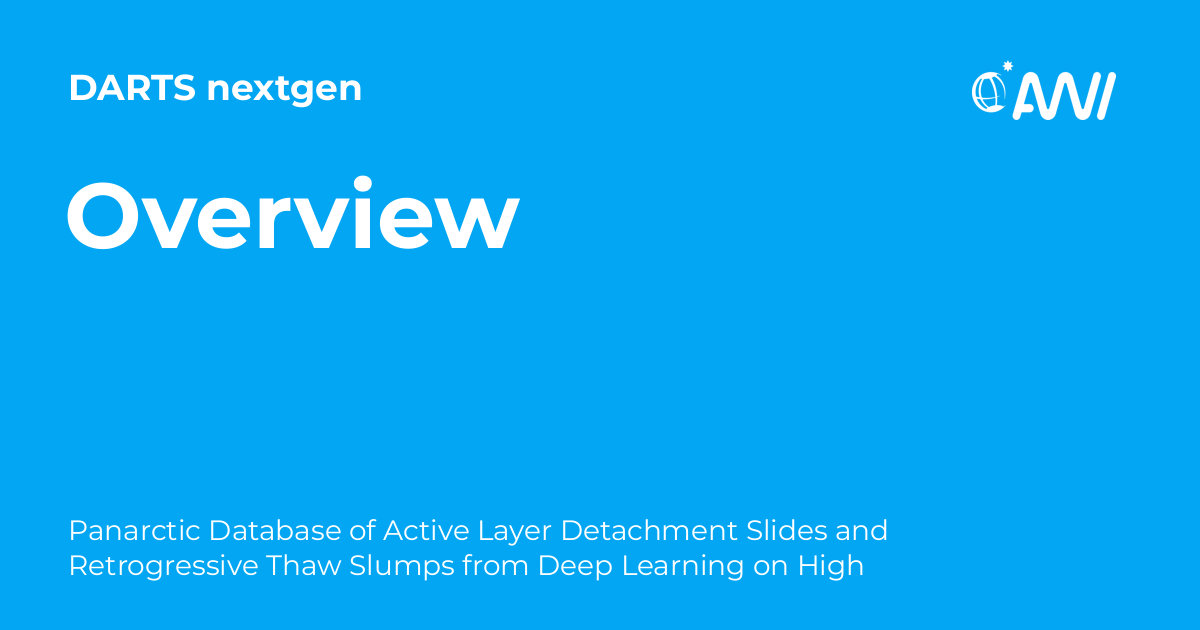 DARTS nextgen
AWI
Overview
Panarctic Database of Active Layer Detachment Slides and
Retrogressive Thaw Slumps from Deep Learning on High